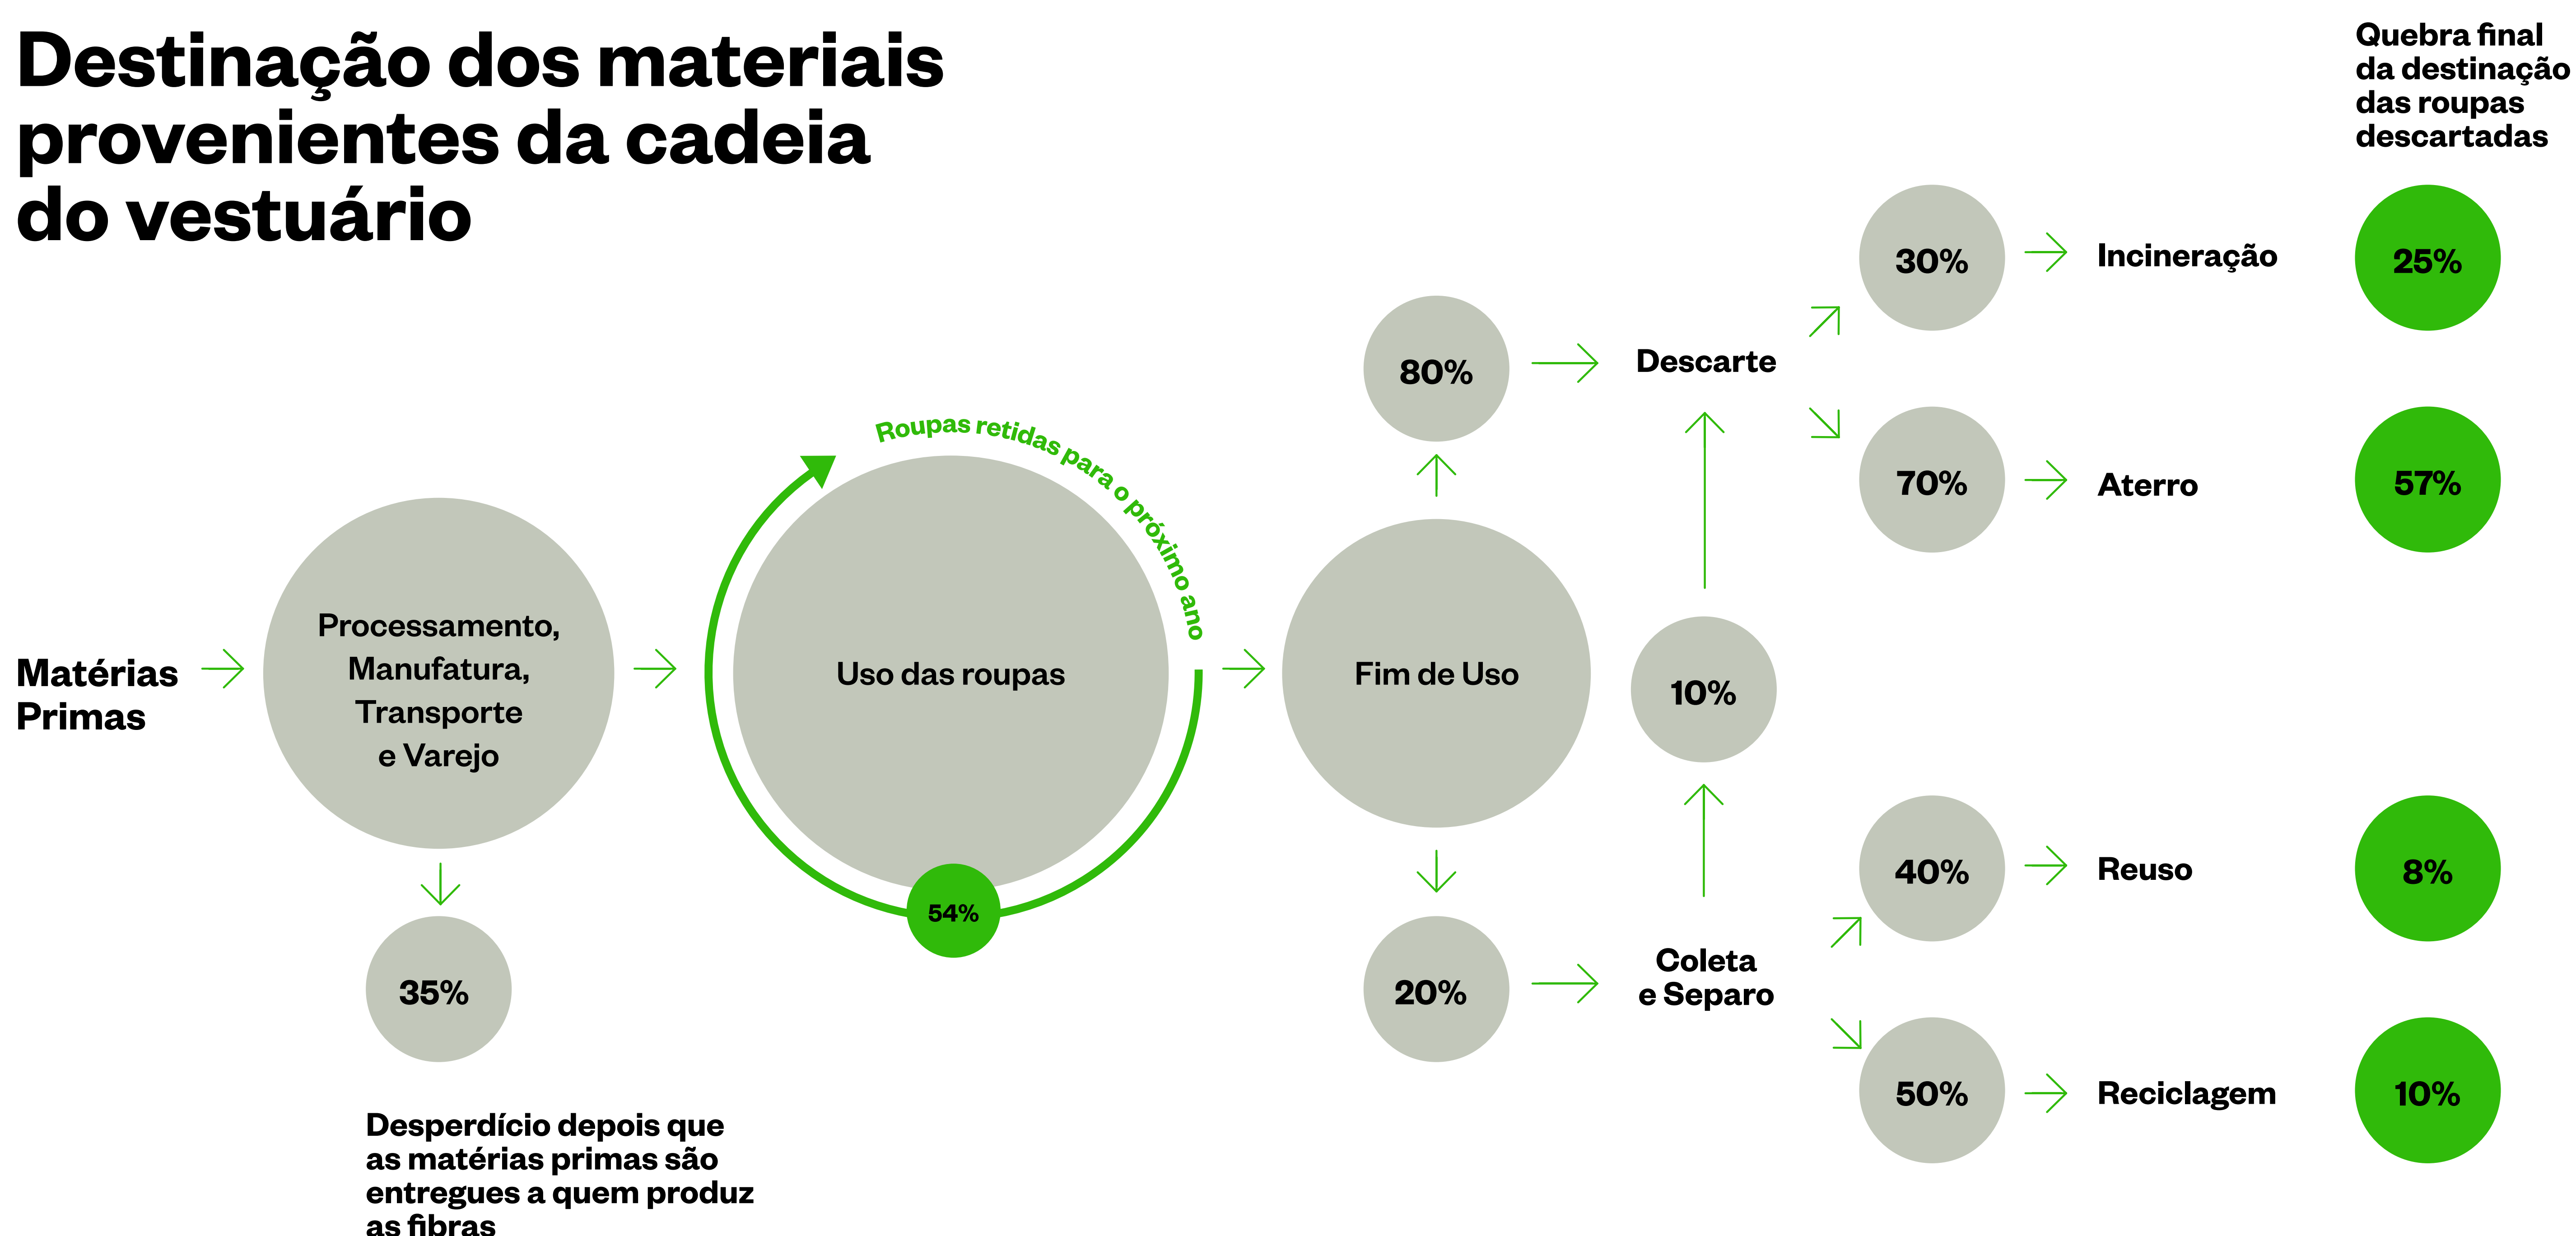 Destinação dos materiais
provenientes da cadeia
do vestuário
Quebra final
da destinação
das roupas
descartadas
Matérias
Primas
Processamento,
Manufatura,
Transporte
e Varejo
35%
Desperdício depois que
as matérias primas são
entregues a quem produz
as fibras
Roupas retidas para o próximo ano
Uso das roupas
54%
Fim de Uso
80%
Descarte
30%
Incineração
25%
70%
Aterro
57%
10%
20%
Coleta
e Separo
40%
Reuso
8%
50%
Reciclagem
10%